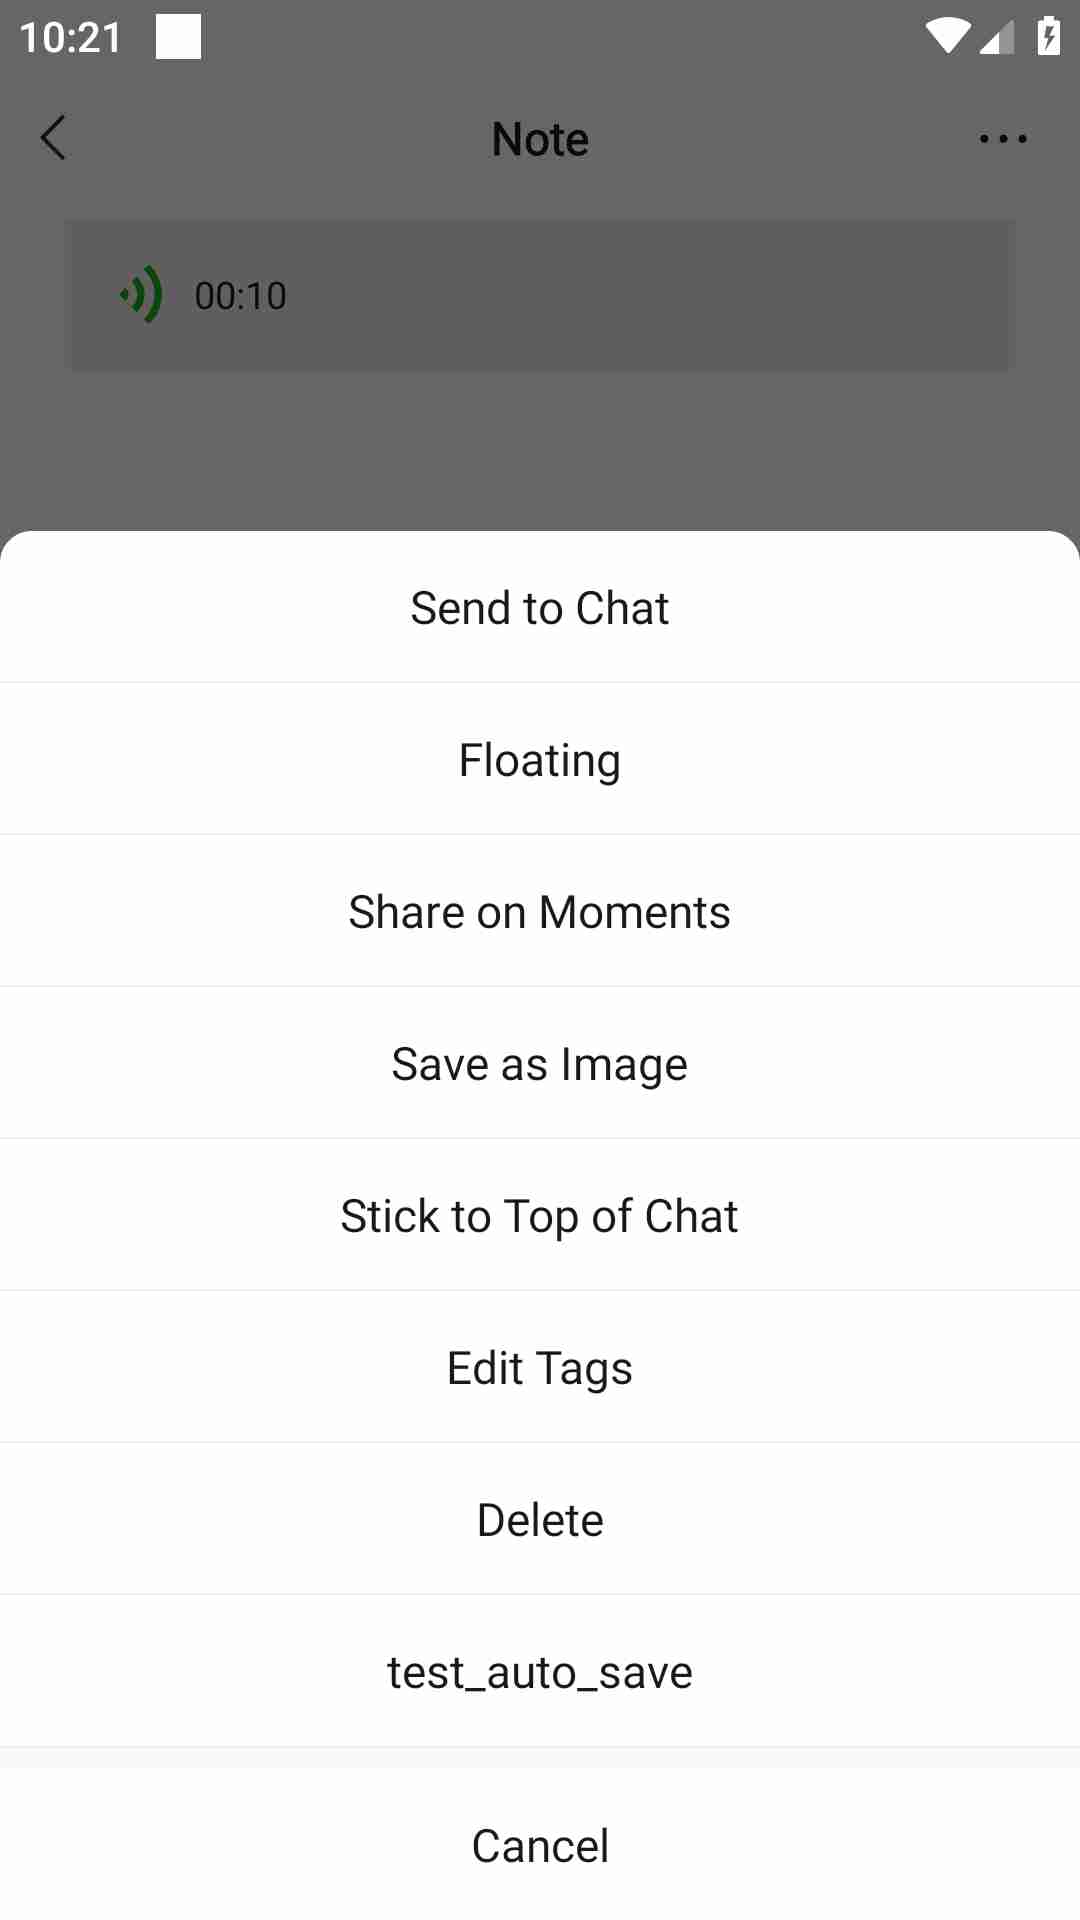 10:21
Note
00:10
Send to Chat
Floating
Share on Moments
Save as Image
Stick to Top of Chat
Edit Tags
Delete
test_auto_save
Cancel